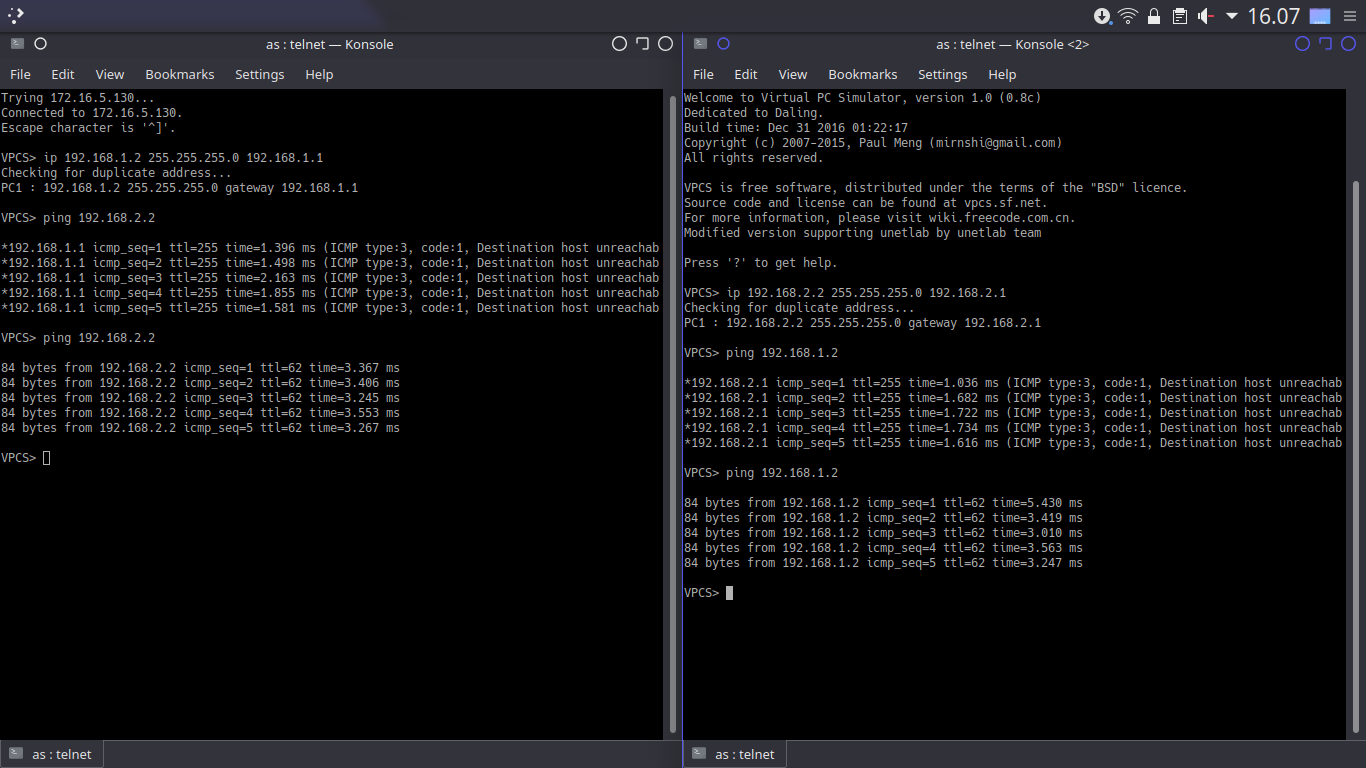 16.07
as : telnet — Konsole
File Edit View Bookmarks Settings Help
Trying 172.16.5.130...
Connected to 172.16.5.130.
Escape character is '^]'.
VPCS> ip 192.168.1.2 255.255.255.0 192.168.1.1
Checking for duplicate address...
PC1 : 192.168.1.2 255.255.255.0 gateway 192.168.1.1
VPCS> ping 192.168.2.2
*192.168.1.1 icmp_seq=1 ttl=255 time=1.396 ms (ICMP type:3, code:1, Destination host unreachab
*192.168.1.1 icmp_seq=2 ttl=255 time=1.498 ms (ICMP type:3, code:1, Destination host unreachab
*192.168.1.1 icmp_seq=3 ttl=255 time=2.163 ms (ICMP type:3, code:1, Destination host unreachab
*192.168.1.1 icmp_seq=4 ttl=255 time=1.855 ms (ICMP type:3, code:1, Destination host unreachab
*192.168.1.1 icmp_seq=5 ttl=255 time=1.581 ms (ICMP type:3, code:1, Destination host unreachab
VPCS> ping 192.168.2.2
84 bytes from 192.168.2.2 icmp_seq=1 ttl=62 time=3.367 ms
84 bytes from 192.168.2.2 icmp_seq=2 ttl=62 time=3.406 ms
84 bytes from 192.168.2.2 icmp_seq=3 ttl=62 time=3.245 ms
84 bytes from 192.168.2.2 icmp_seq=4 ttl=62 time=3.553 ms
84 bytes from 192.168.2.2 icmp_seq=5 ttl=62 time=3.267 ms
VPCS>
as : telnet
as : telnet — Konsole <2>
File Edit View Bookmarks Settings Help
Welcome to Virtual PC Simulator, version 1.0 (0.8c)
Dedicated to Daling.
Build time: Dec 31 2016 01:22:17
Copyright (c) 2007-2015, Paul Meng (mirnshi@gmail.com)
All rights reserved.
VPCS is free software, distributed under the terms of the "BSD" licence.
Source code and license can be found at vpcs.sf.net.
For more information, please visit wiki.freecode.com.cn.
Modified version supporting unetlab by unetlab team
Press '?' to get help.
VPCS> ip 192.168.2.2 255.255.255.0 192.168.2.1
Checking for duplicate address...
PC1 : 192.168.2.2 255.255.255.0 gateway 192.168.2.1
VPCS> ping 192.168.1.2
*192.168.2.1 icmp_seq=1 ttl=255 time=1.036 ms (ICMP type:3, code:1, Destination host unreachab
*192.168.2.1 icmp_seq=2 ttl=255 time=1.682 ms (ICMP type:3, code:1, Destination host unreachab
*192.168.2.1 icmp_seq=3 ttl=255 time=1.722 ms (ICMP type:3, code:1, Destination host unreachab
*192.168.2.1 icmp_seq=4 ttl=255 time=1.734 ms (ICMP type:3, code:1, Destination host unreachab
*192.168.2.1 icmp_seq=5 ttl=255 time=1.616 ms (ICMP type:3, code:1, Destination host unreachab
VPCS> ping 192.168.1.2
84 bytes from 192.168.1.2 icmp_seq=1 ttl=62 time=5.430 ms
84 bytes from 192.168.1.2 icmp_seq=2 ttl=62 time=3.419 ms
84 bytes from 192.168.1.2 icmp_seq=3 ttl=62 time=3.010 ms
84 bytes from 192.168.1.2 icmp_seq=4 ttl=62 time=3.563 ms
84 bytes from 192.168.1.2 icmp_seq=5 ttl=62 time=3.247 ms
VPCS>
as : telnet